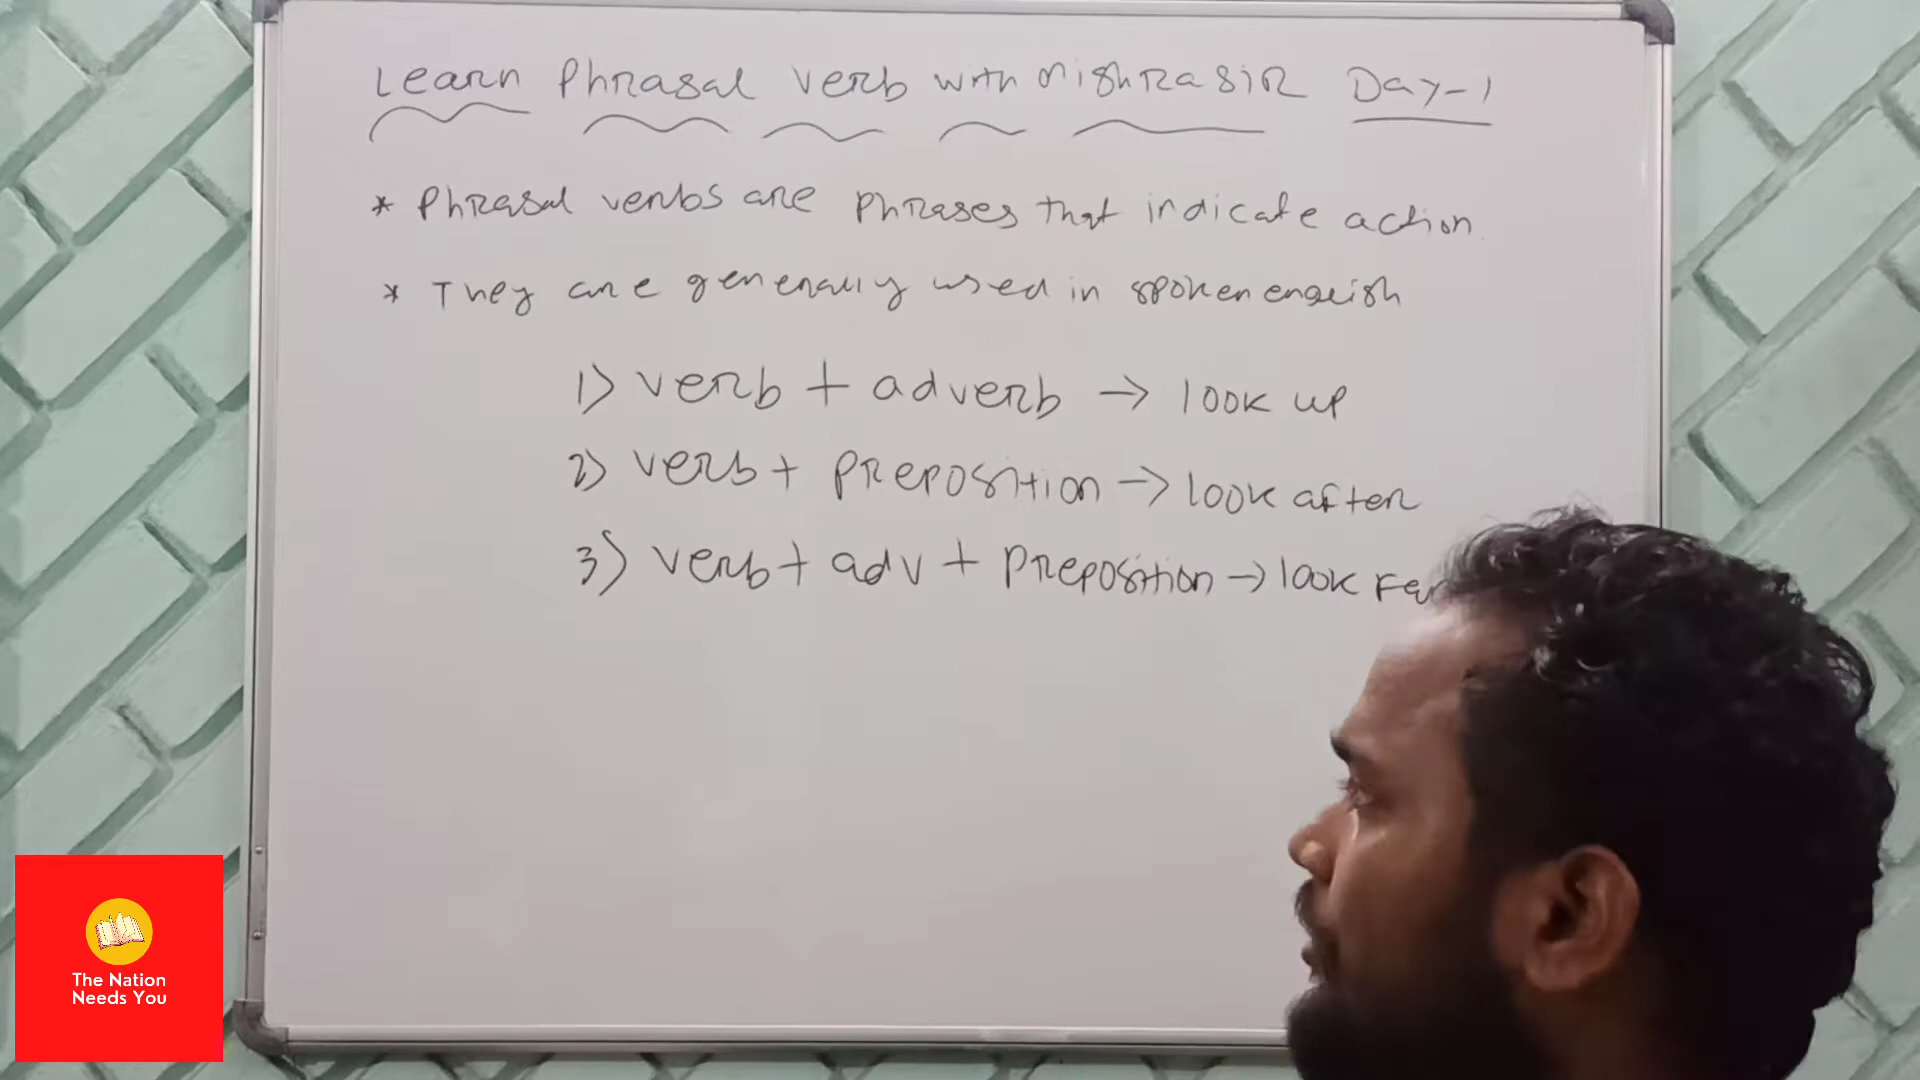 Learn Phrasal Verb with Mishra sir Day-1
* Phrasal verbs are phrases that indicate action
* They are generally used in spoken english
1) verb + adverb → look up
2) verb + preposition → look after
3) verb + adv + preposition → look
The Nation
Needs You